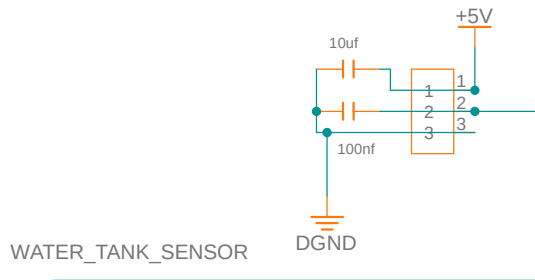 +5V
10uf
1 1
2 2
3 3
100nf
DGND
WATER_TANK_SENSOR